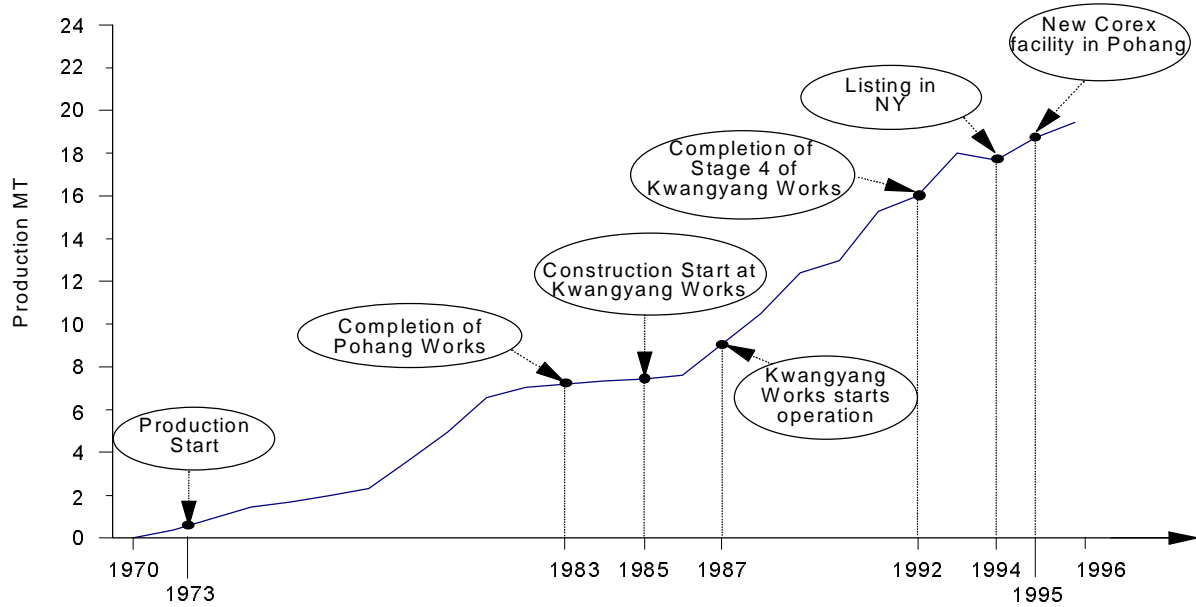 24
22
20
18
16
14
12
10
8
6
4
2
0
Production MT
New Corex
facility in Pohang
Listing in
NY
Completion of
Stage 4 of
Kwangyang Works
Construction Start at
Kwangyang Works
Completion of
Pohang Works
Kwangyang
Works starts
operation
Production
Start
1970
1973
1983
1985
1987
1992
1994
1995
1996